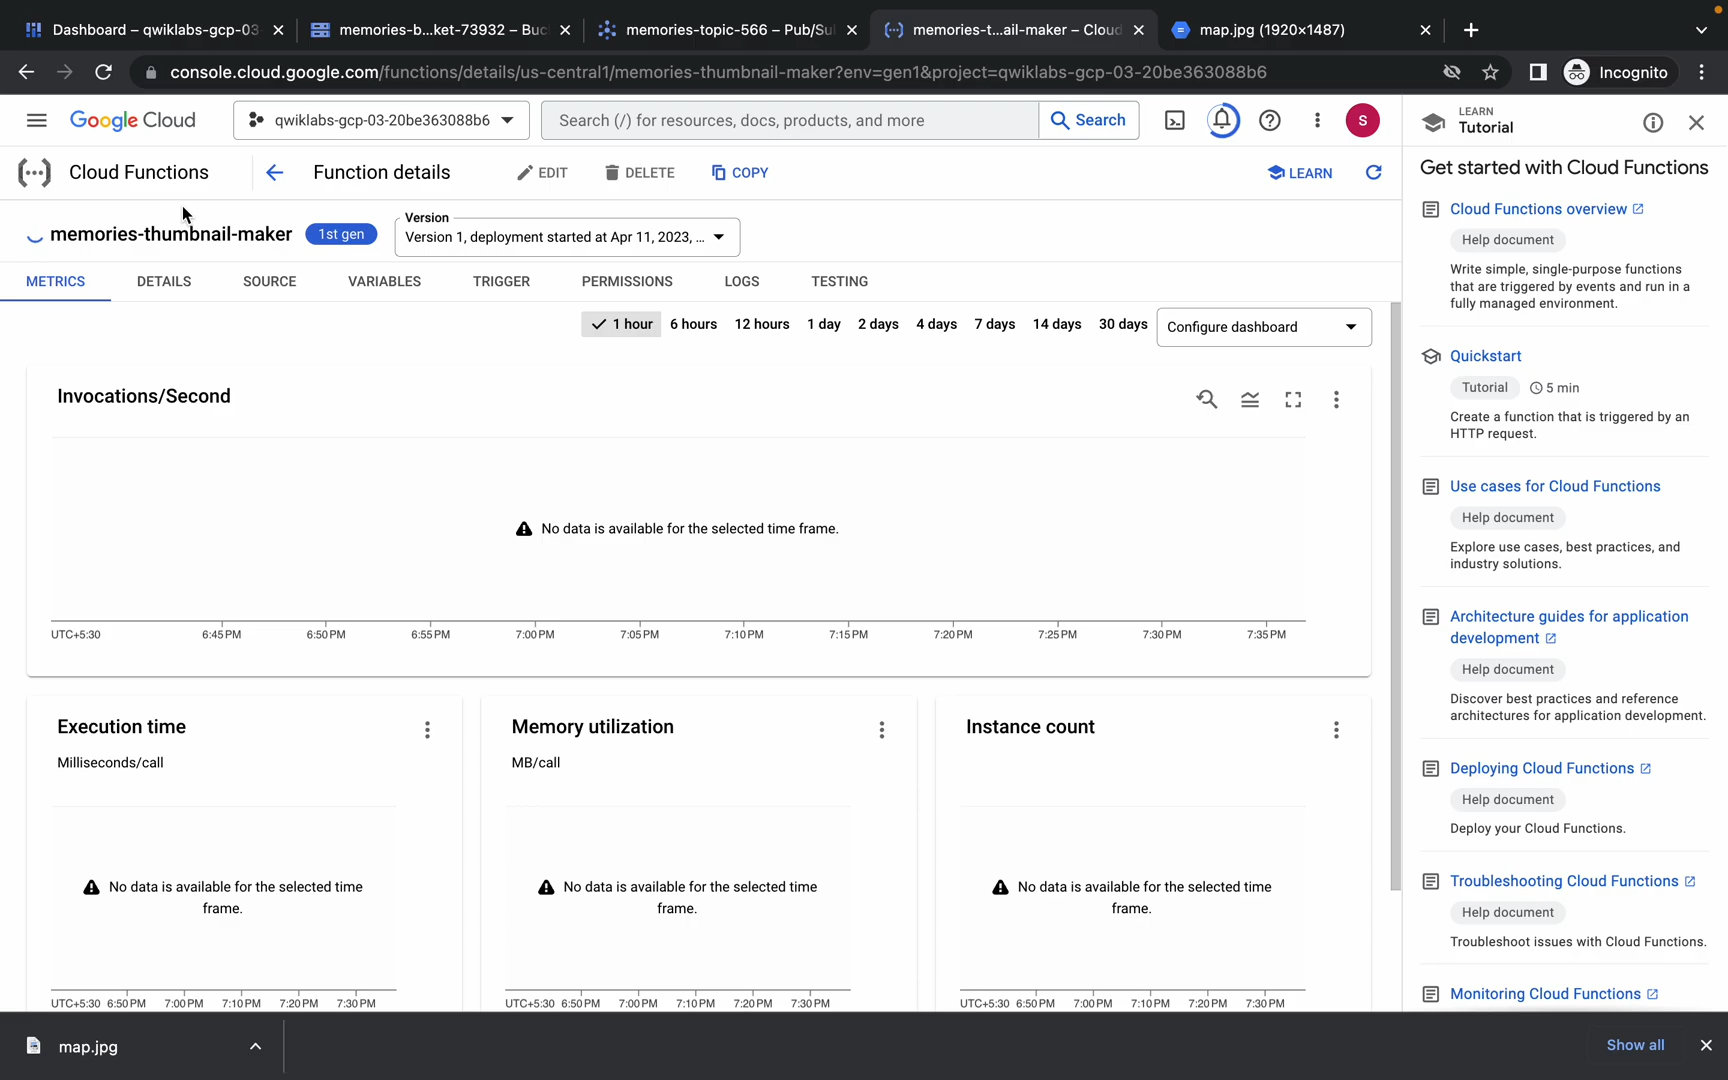 Dashboard – qwiklabs-gcp-03
memories-b...ket-73932 – Buc
memories-topic-566 – Pub/Su
memories-t...ail-maker – Cloud
map.jpg (1920×1487)
console.cloud.google.com/functions/details/us-central1/memories-thumbnail-maker?env=gen1&project=qwiklabs-gcp-03-20be363088b6
Incognito
Google Cloud
qwiklabs-gcp-03-20be363088b6
Search (/) for resources, docs, products, and more
Search
S
Cloud Functions
Function details
EDIT
DELETE
COPY
LEARN
memories-thumbnail-maker
1st gen
Version
Version 1, deployment started at Apr 11, 2023, ...
METRICS
DETAILS
SOURCE
VARIABLES
TRIGGER
PERMISSIONS
LOGS
TESTING
1 hour
6 hours
12 hours
1 day
2 days
4 days
7 days
14 days
30 days
Configure dashboard
Invocations/Second
No data is available for the selected time frame.
UTC+5:30 6:45 PM 6:50 PM 6:55 PM 7:00 PM 7:05 PM 7:10 PM 7:15 PM 7:20 PM 7:25 PM 7:30 PM 7:35 PM
Execution time
Milliseconds/call
No data is available for the selected time
frame.
UTC+5:30 6:50 PM 7:00 PM 7:10 PM 7:20 PM 7:30 PM
Memory utilization
MB/call
No data is available for the selected time
frame.
UTC+5:30 6:50 PM 7:00 PM 7:10 PM 7:20 PM 7:30 PM
Instance count
No data is available for the selected time
frame.
UTC+5:30 6:50 PM 7:00 PM 7:10 PM 7:20 PM 7:30 PM
LEARN
Tutorial
Get started with Cloud Functions
Cloud Functions overview
Help document
Write simple, single-purpose functions
that are triggered by events and run in a
fully managed environment.
Quickstart
Tutorial
5 min
Create a function that is triggered by an
HTTP request.
Use cases for Cloud Functions
Help document
Explore use cases, best practices, and
industry solutions.
Architecture guides for application
development
Help document
Discover best practices and reference
architectures for application development.
Deploying Cloud Functions
Help document
Deploy your Cloud Functions.
Troubleshooting Cloud Functions
Help document
Troubleshoot issues with Cloud Functions.
Monitoring Cloud Functions
map.jpg
Show all